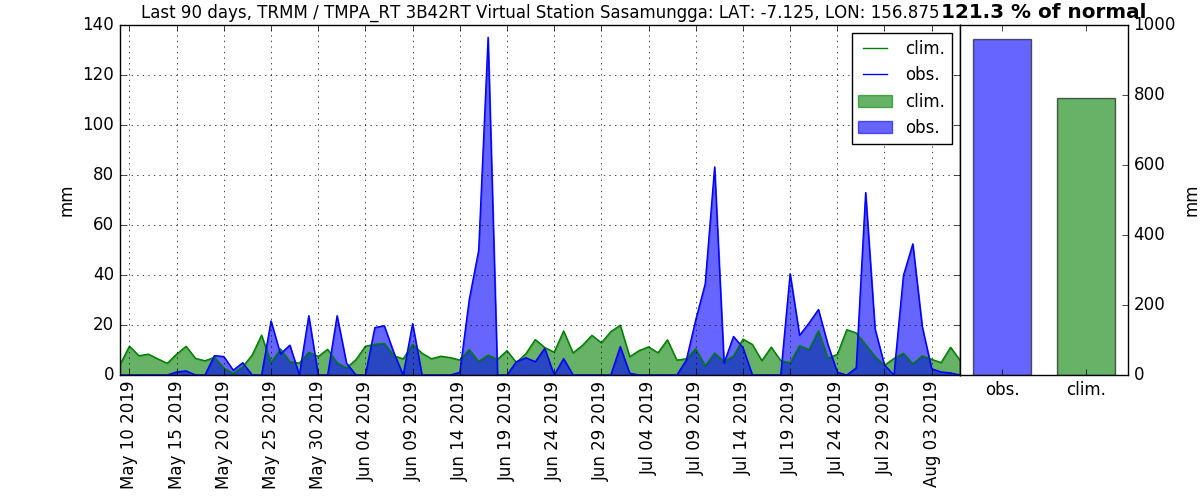 Last 90 days, TRMM / TMPA_RT 3B42RT Virtual Station Sasamungga: LAT: -7.125, LON: 156.875
121.3 % of normal
140
120
100
80
60
40
20
0
mm
clim.
obs.
clim.
obs.
May 10 2019
May 15 2019
May 20 2019
May 25 2019
May 30 2019
Jun 04 2019
Jun 09 2019
Jun 14 2019
Jun 19 2019
Jun 24 2019
Jun 29 2019
Jul 04 2019
Jul 09 2019
Jul 14 2019
Jul 19 2019
Jul 24 2019
Jul 29 2019
Aug 03 2019
1000
800
600
400
200
0
mm
obs.
clim.